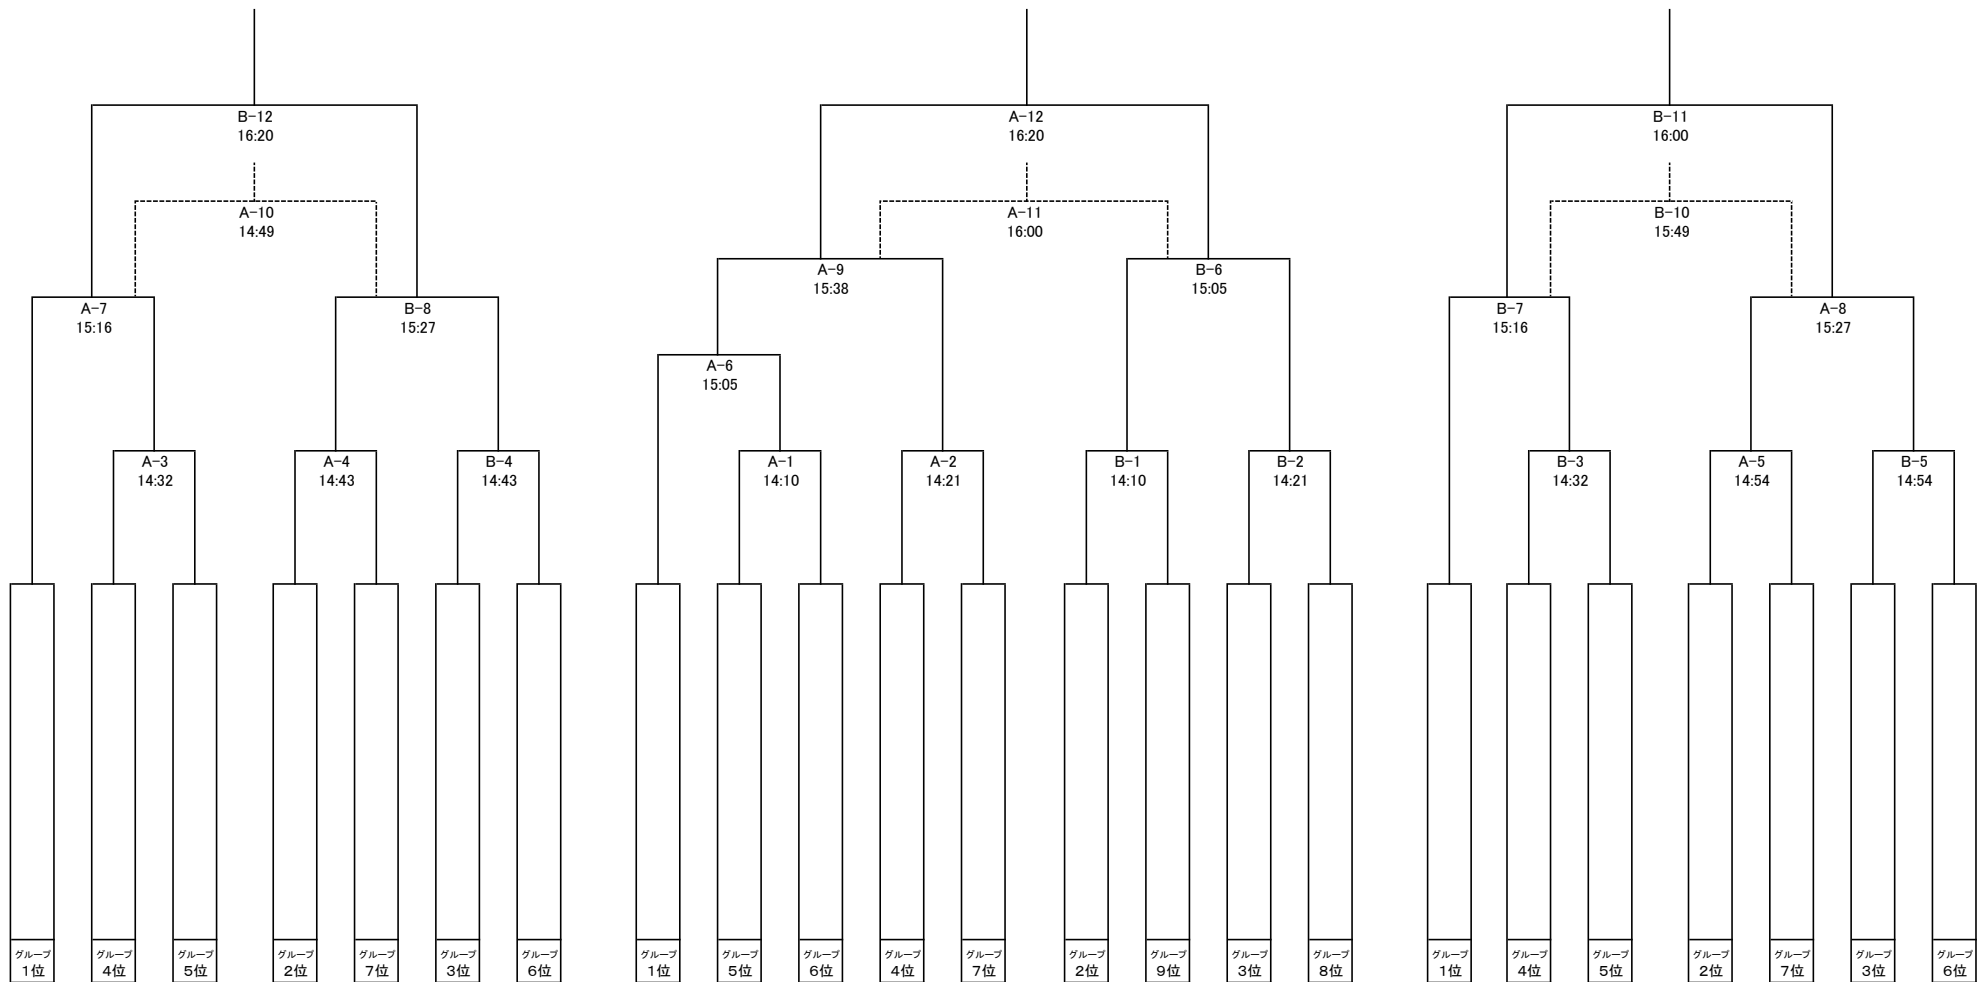 B-12
16:20
A-12
16:20
B-11
16:00
A-10
14:49
A-11
16:00
B-10
15:49
A-9
15:38
B-6
15:05
A-7
15:16
B-8
15:27
B-7
15:16
A-8
15:27
A-6
15:05
A-3
14:32
A-4
14:43
B-4
14:43
A-1
14:10
A-2
14:21
B-1
14:10
B-2
14:21
B-3
14:32
A-5
14:54
B-5
14:54
グループ
1位
グループ
4位
グループ
5位
グループ
2位
グループ
7位
グループ
3位
グループ
6位
グループ
1位
グループ
5位
グループ
6位
グループ
4位
グループ
7位
グループ
2位
グループ
9位
グループ
3位
グループ
8位
グループ
1位
グループ
4位
グループ
5位
グループ
2位
グループ
7位
グループ
3位
グループ
6位